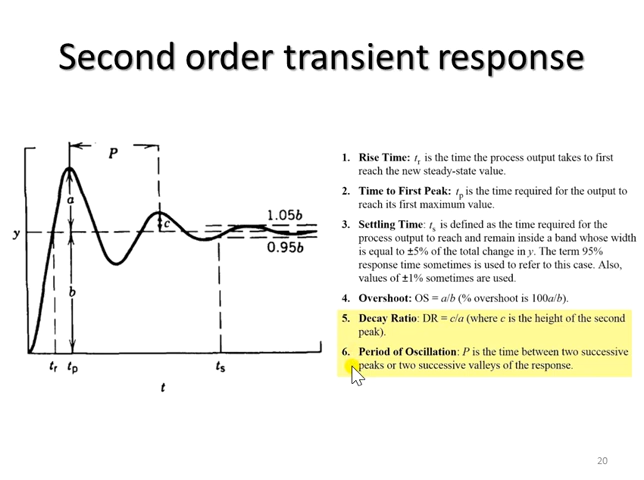 Second order transient response
P
a
c
1.05b
y
0.95b
b
tr tp ts
t
1. Rise Time: tr is the time the process output takes to first
reach the new steady-state value.
2. Time to First Peak: tp is the time required for the output to
reach its first maximum value.
3. Settling Time: ts is defined as the time required for the
process output to reach and remain inside a band whose width
is equal to ±5% of the total change in y. The term 95%
response time sometimes is used to refer to this case. Also,
values of ±1% sometimes are used.
4. Overshoot: OS = a/b (% overshoot is 100a/b).
5. Decay Ratio: DR = c/a (where c is the height of the second
peak).
6. Period of Oscillation: P is the time between two successive
peaks or two successive valleys of the response.
20